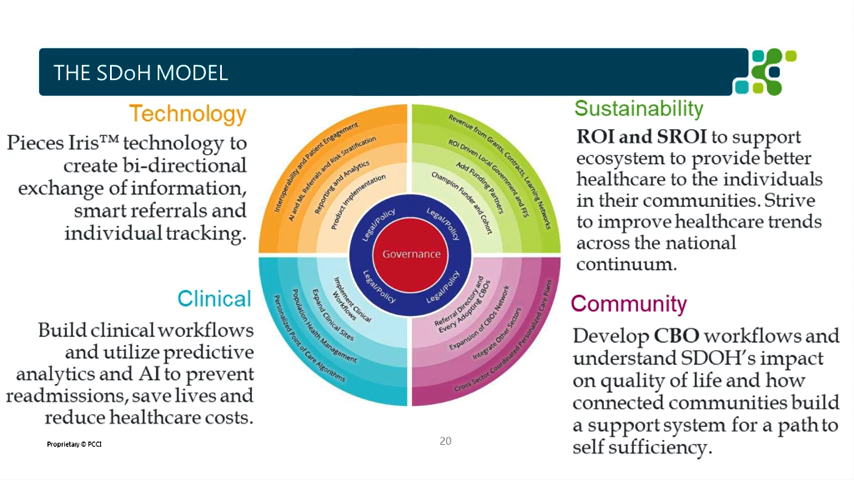 THE SDoH MODEL
Technology
Pieces Iris™ technology to
create bi-directional
exchange of information,
smart referrals and
individual tracking.
Clinical
Build clinical workflows
and utilize predictive
analytics and AI to prevent
readmissions, save lives and
reduce healthcare costs.
Interoperability and Patient Engagement
AI and ML Referrals and Risk Stratification
Reporting and Analytics
Product Implementation
Revenue from Grants, Contracts, Learning Networks
ROI Driven Local Government and FFS
Add Funding Partners
Champion Funder and Cohort
Legal/Policy
Legal/Policy
Governance
Legal/Policy
Legal/Policy
Implement Clinical
Workflows
Expand Clinical Sites
Population Health Management
Personalized Point of Care Algorithms
Referral Directory and
Every Adopting CBOs
Expansion of CBOs Network
Integrate Other Sectors
Cross Sector Coordinated Personalized Care Plans
Sustainability
ROI and SROI to support
ecosystem to provide better
healthcare to the individuals
in their communities. Strive
to improve healthcare trends
across the national
continuum.
Community
Develop CBO workflows and
understand SDOH's impact
on quality of life and how
connected communities build
a support system for a path to
self sufficiency.
Proprietary © PCCI
20